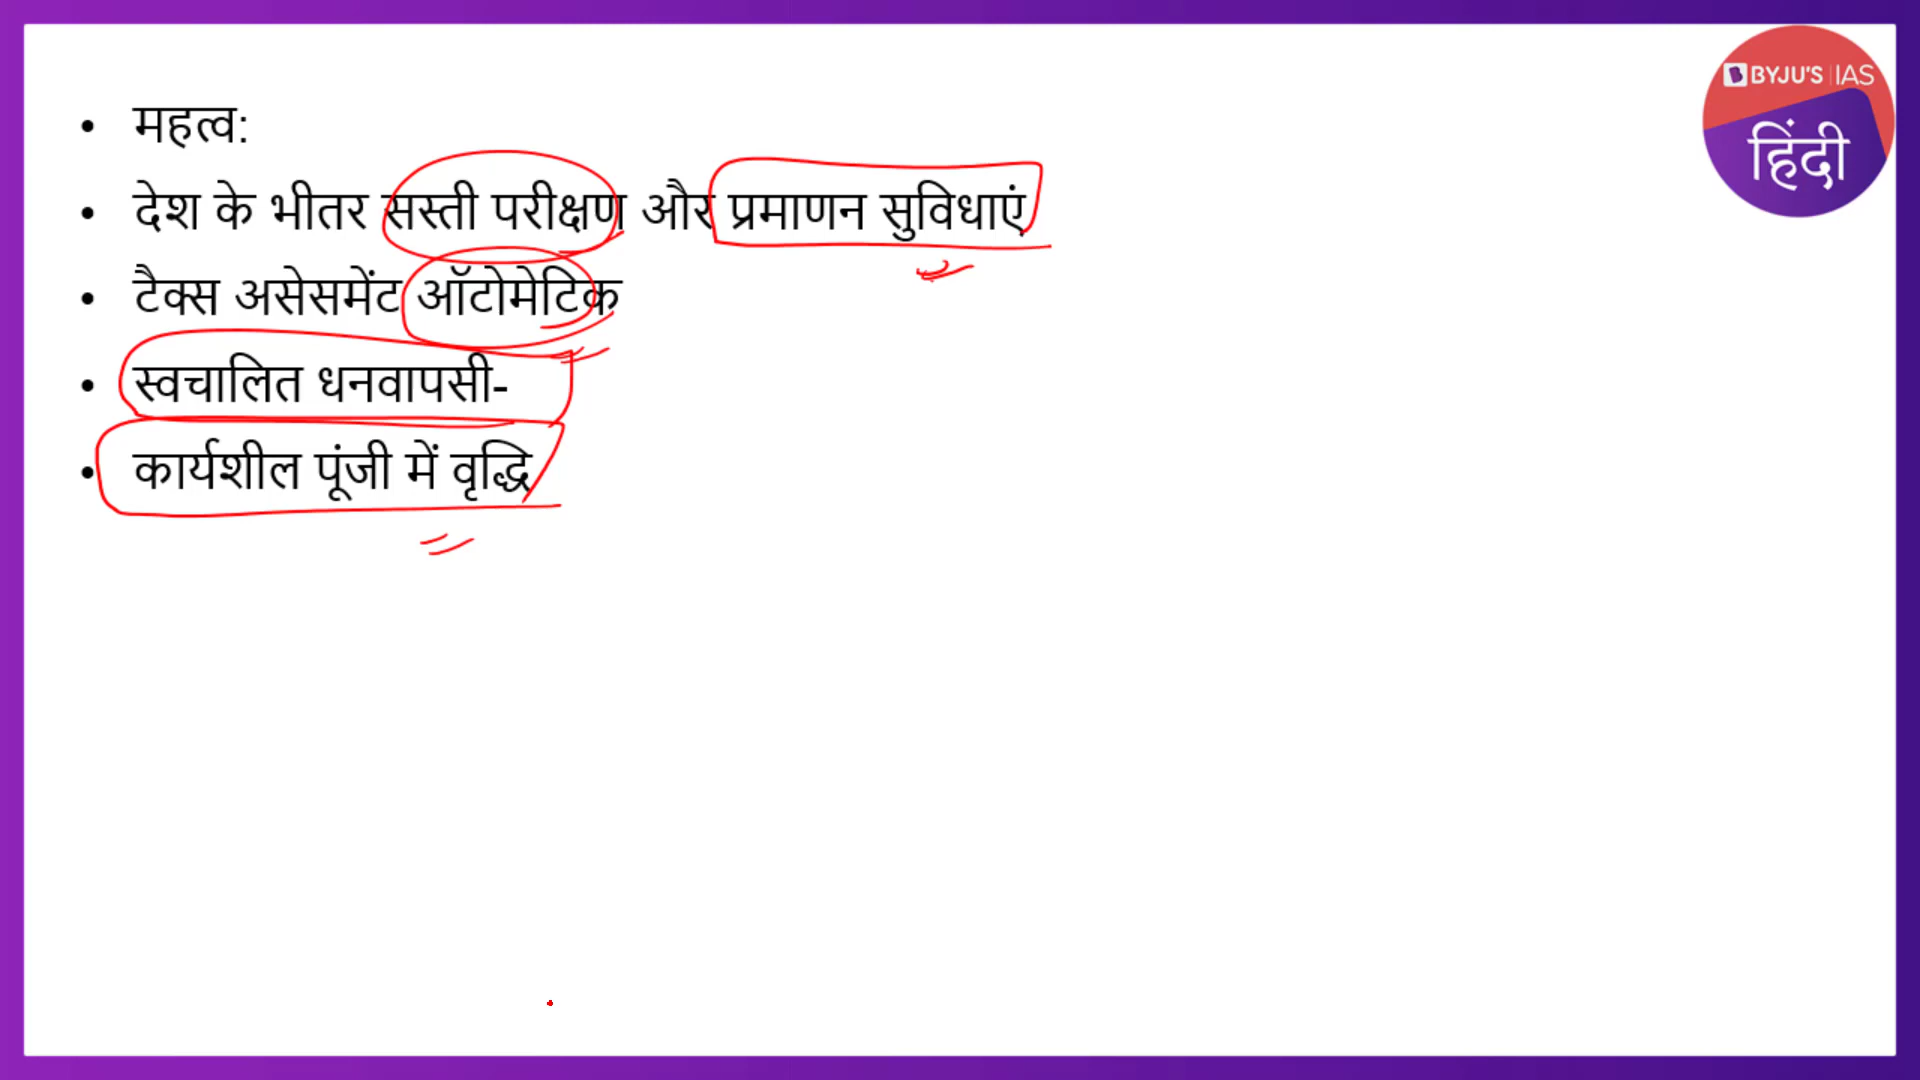 BYJU'S IAS
हिंदी
• महत्व:
• देश के भीतर सस्ती परीक्षण और प्रमाणन सुविधाएं
• टैक्स असेसमेंट ऑटोमेटिक
• स्वचालित धनवापसी-
• कार्यशील पूंजी में वृद्धि